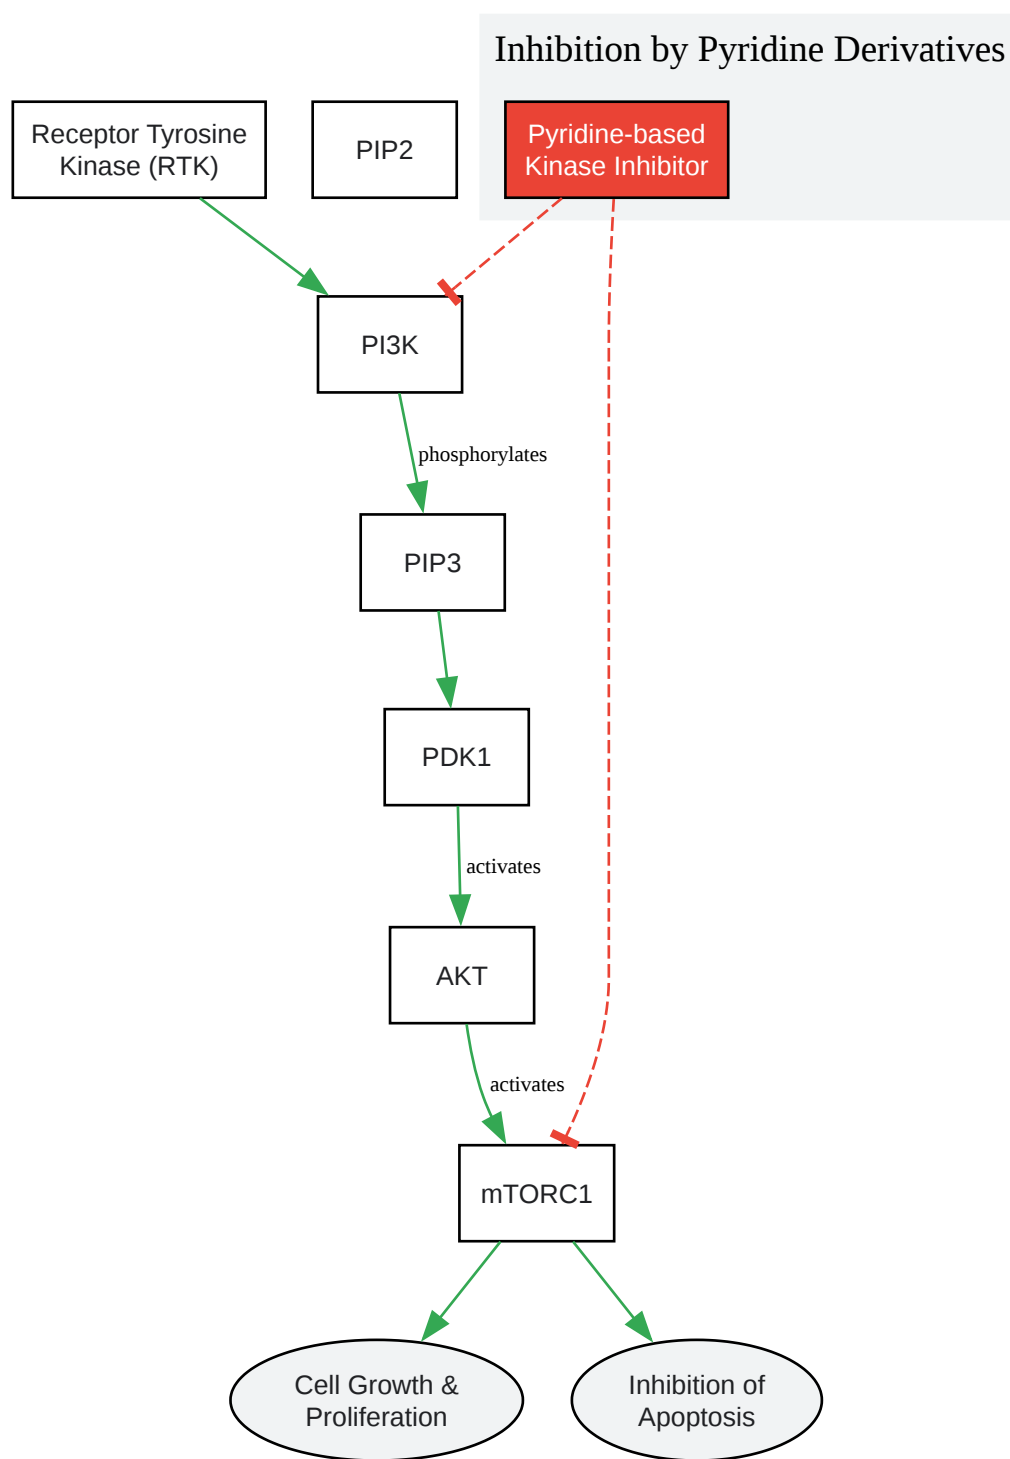 Inhibition by Pyridine Derivatives
Receptor Tyrosine
Kinase (RTK)
PIP2
Pyridine-based
Kinase Inhibitor
PI3K
phosphorylates
PIP3
PDK1
activates
AKT
activates
mTORC1
Cell Growth &
Proliferation
Inhibition of
Apoptosis